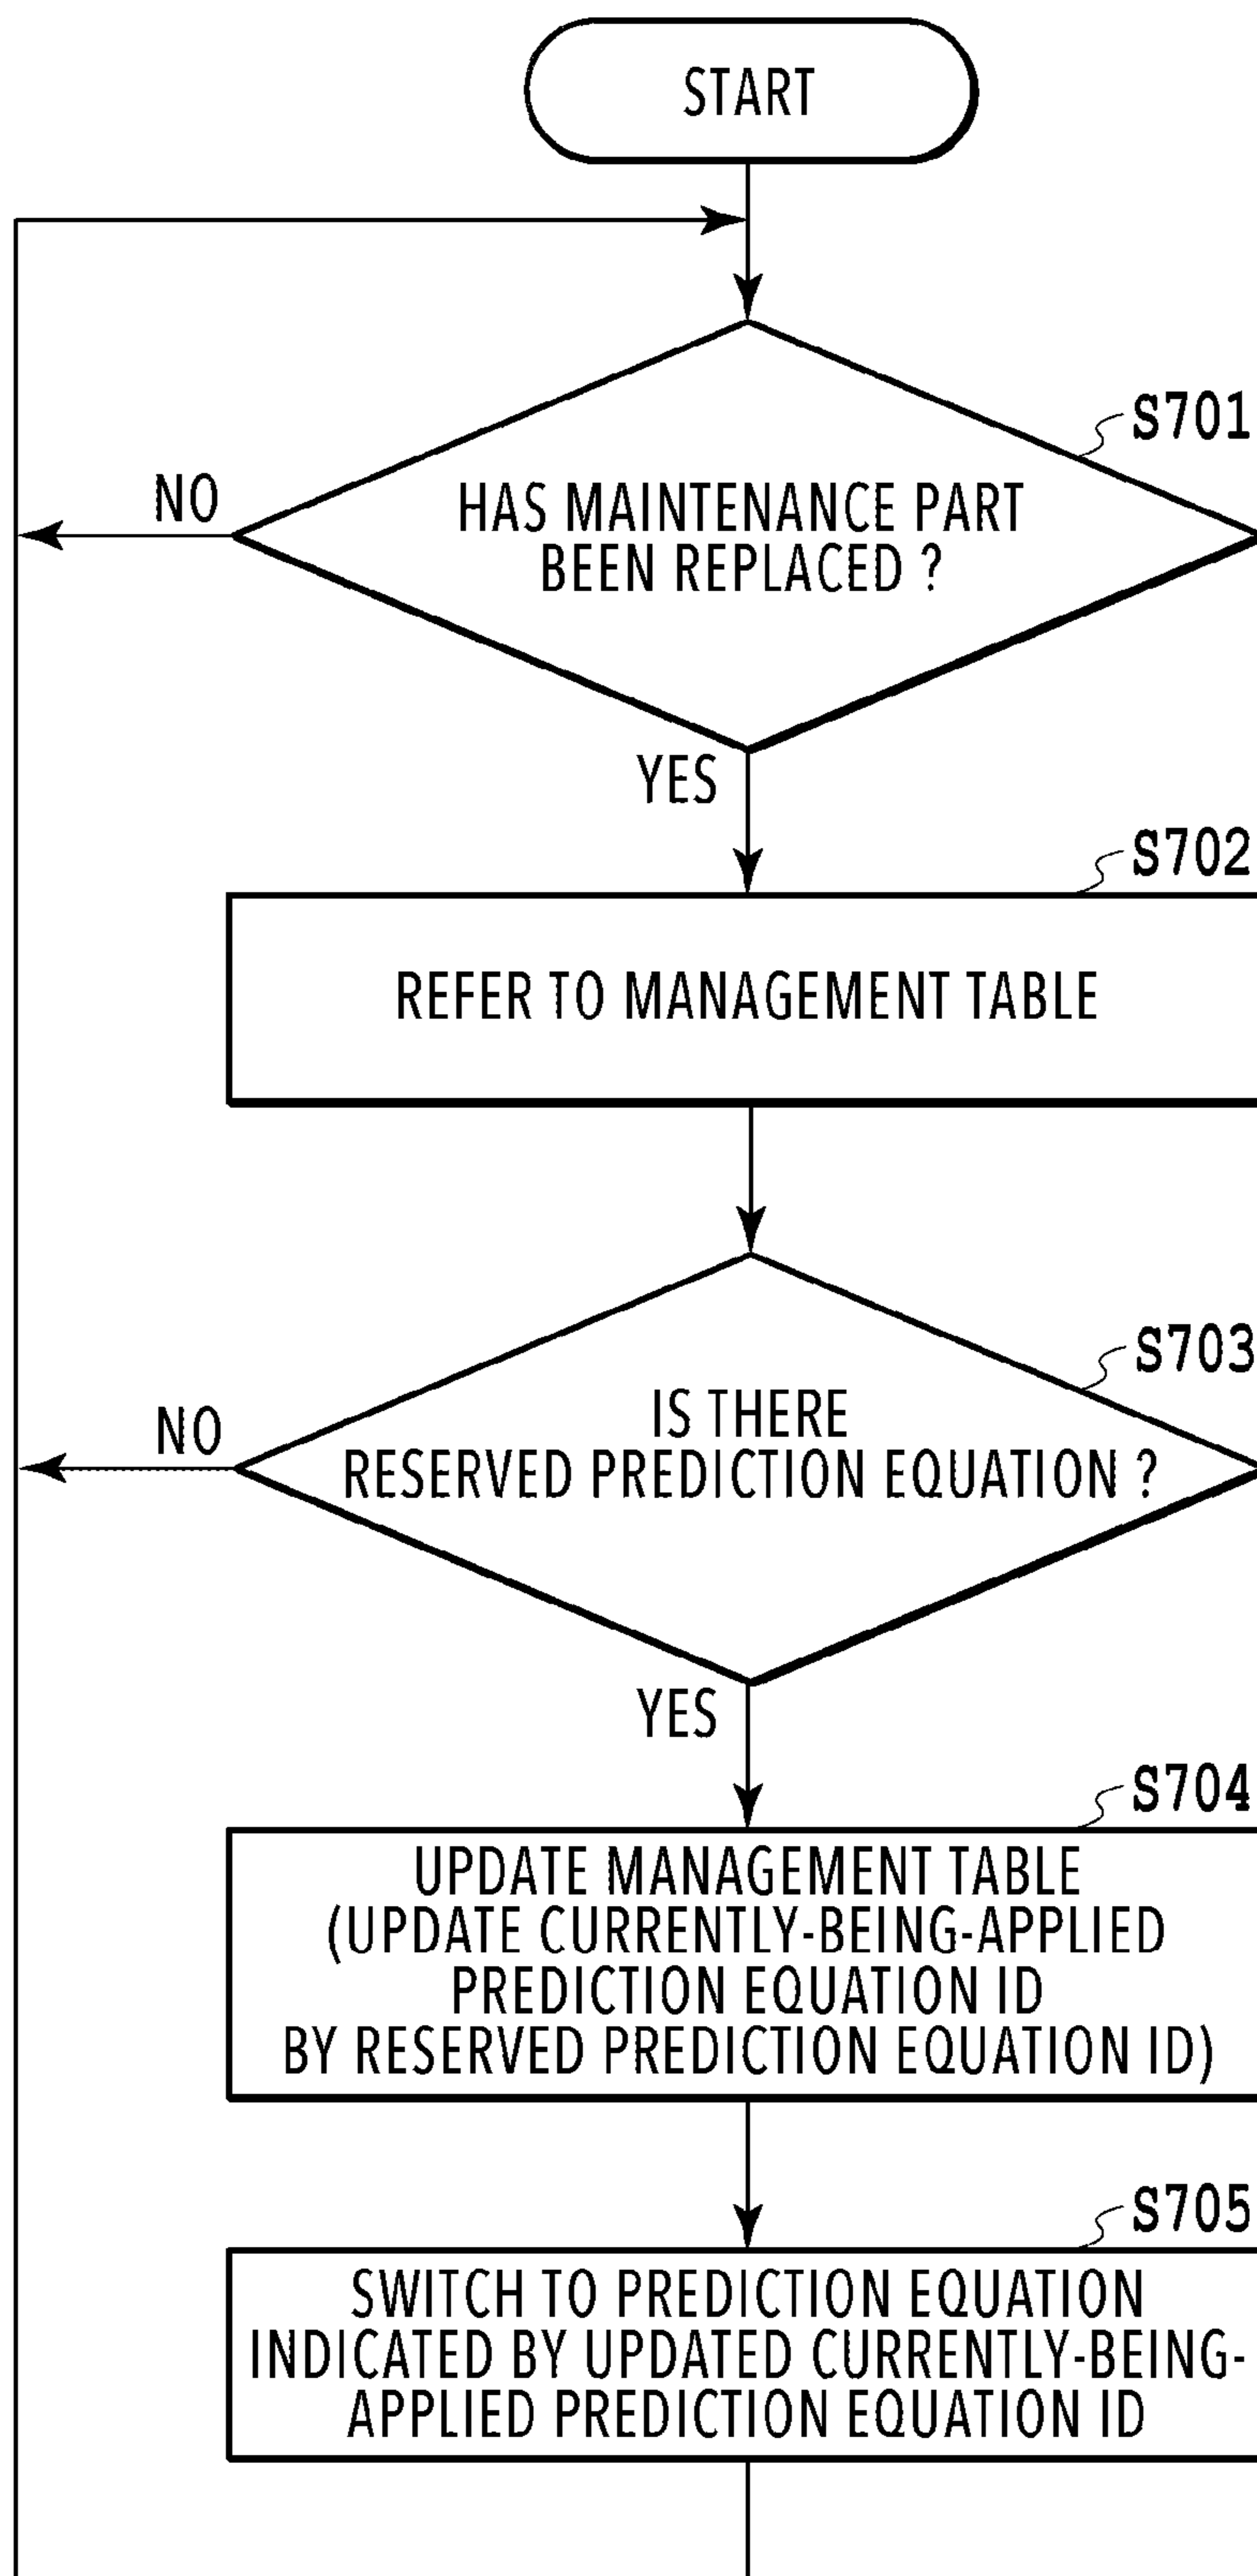 START
S701
NO
HAS MAINTENANCE PART
BEEN REPLACED ?
YES
S702
REFER TO MANAGEMENT TABLE
S703
NO
IS THERE
RESERVED PREDICTION EQUATION ?
YES
S704
UPDATE MANAGEMENT TABLE
(UPDATE CURRENTLY-BEING-APPLIED
PREDICTION EQUATION ID
BY RESERVED PREDICTION EQUATION ID)
S705
SWITCH TO PREDICTION EQUATION
INDICATED BY UPDATED CURRENTLY-BEING-
APPLIED PREDICTION EQUATION ID